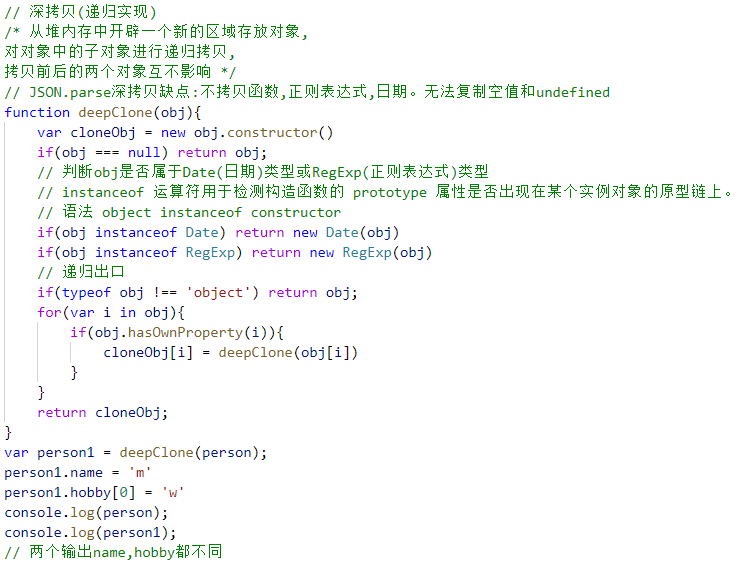 // 深拷贝(递归实现)
/* 从堆内存中开辟一个新的区域存放对象,
对对象中的子对象进行递归拷贝,
拷贝前后的两个对象互不影响 */
// JSON.parse深拷贝缺点:不拷贝函数,正则表达式,日期。无法复制空值和undefined
function deepClone(obj){
    var cloneObj = new obj.constructor()
    if(obj === null) return obj;
    // 判断obj是否属于Date(日期)类型或RegExp(正则表达式)类型
    // instanceof 运算符用于检测构造函数的 prototype 属性是否出现在某个实例对象的原型链上。
    // 语法 object instanceof constructor
    if(obj instanceof Date) return new Date(obj)
    if(obj instanceof RegExp) return new RegExp(obj)
    // 递归出口
    if(typeof obj !== 'object') return obj;
    for(var i in obj){
        if(obj.hasOwnProperty(i)){
            cloneObj[i] = deepClone(obj[i])
        }
    }
    return cloneObj;
}
var person1 = deepClone(person);
person1.name = 'm'
person1.hobby[0] = 'w'
console.log(person);
console.log(person1);
// 两个输出name,hobby都不同